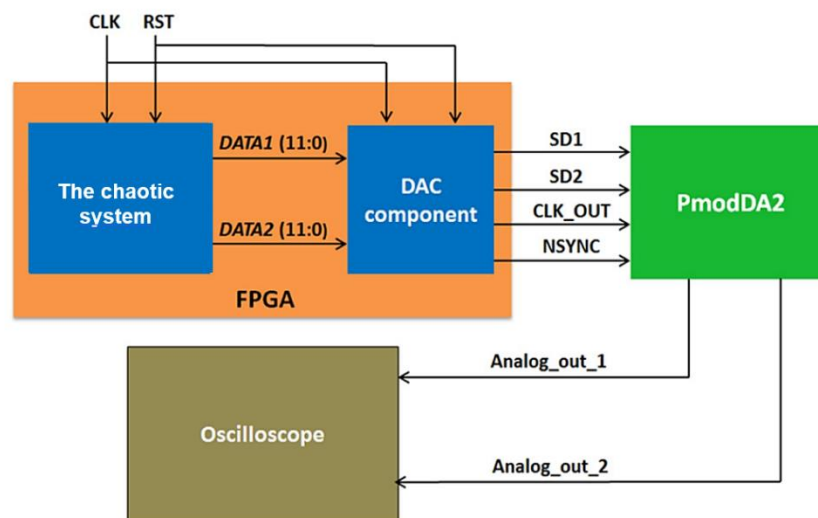 CLK RST
DATA1 (11:0)
The chaotic
system
DATA2 (11:0)
DAC
component
FPGA
SD1
SD2
CLK_OUT
NSYNC
PmodDA2
Analog_out_1
Oscilloscope
Analog_out_2